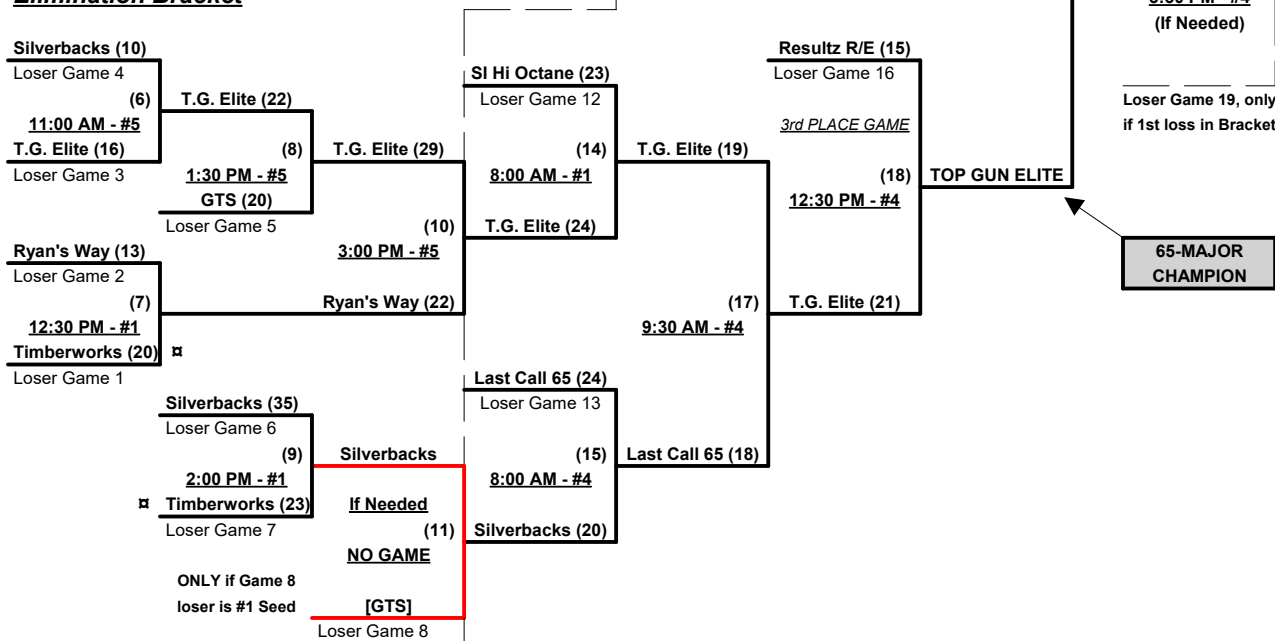 Elimination Bracket
(If Needed)
Silverbacks (10)
Resultz R/E (15)
Loser Game 4
SI Hi Octane (23)
Loser Game 16
(6)
T.G. Elite (22)
Loser Game 12
Loser Game 19, only
if 1st loss in Bracket
11:00 AM - #5
3rd PLACE GAME
T.G. Elite (16)
(8)
T.G. Elite (29)
(14)
T.G. Elite (19)
Loser Game 3
1:30 PM - #5
8:00 AM - #1
(18)
TOP GUN ELITE
GTS (20)
12:30 PM - #4
Loser Game 5
(10)
T.G. Elite (24)
Ryan's Way (13)
3:00 PM - #5
65-MAJOR
CHAMPION
Loser Game 2
(7)
Ryan's Way (22)
(17)
T.G. Elite (21)
12:30 PM - #1
9:30 AM - #4
Timberworks (20) ¤
Loser Game 1
Last Call 65 (24)
Silverbacks (35)
Loser Game 13
Loser Game 6
(9)
Silverbacks
(15)
Last Call 65 (18)
2:00 PM - #1
8:00 AM - #4
¤ Timberworks (23)
If Needed
Loser Game 7
(11)
Silverbacks (20)
NO GAME
ONLY if Game 8
loser is #1 Seed
[GTS]
Loser Game 8